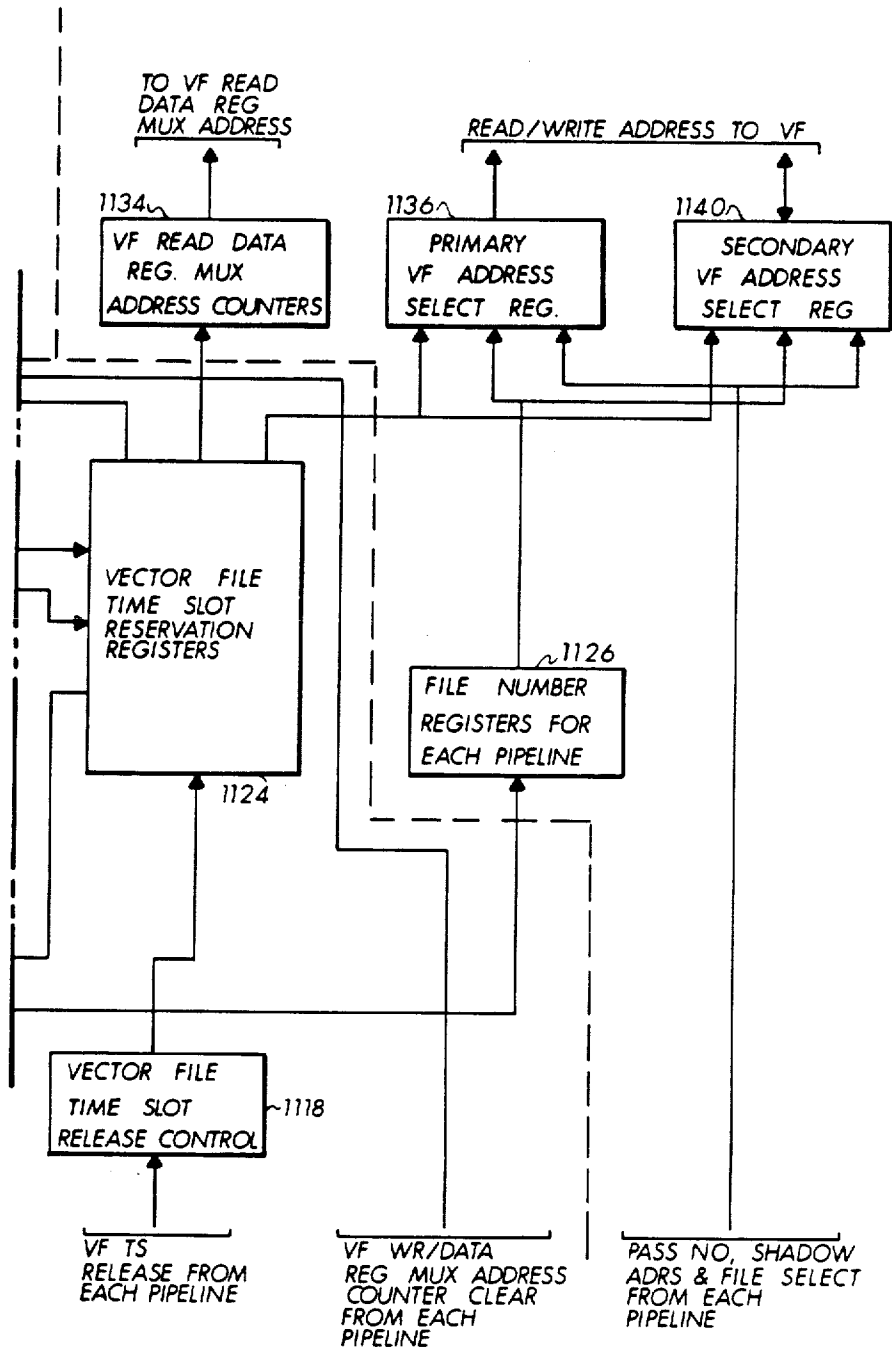 TO VF READ
DATA REG
MUX ADDRESS
READ/WRITE ADDRESS TO VF
1134
VF READ DATA
REG. MUX
ADDRESS COUNTERS
1136
PRIMARY
VF ADDRESS
SELECT REG.
1140
SECONDARY
VF ADDRESS
SELECT REG
VECTOR FILE
TIME SLOT
RESERVATION
REGISTERS
1124
1126
FILE NUMBER
REGISTERS FOR
EACH PIPELINE
VECTOR FILE
TIME SLOT
RELEASE CONTROL
1118
VF TS
RELEASE FROM
EACH PIPELINE
VF WR/DATA
REG MUX ADDRESS
COUNTER CLEAR
FROM EACH
PIPELINE
PASS NO, SHADOW
ADRS & FILE SELECT
FROM EACH
PIPELINE